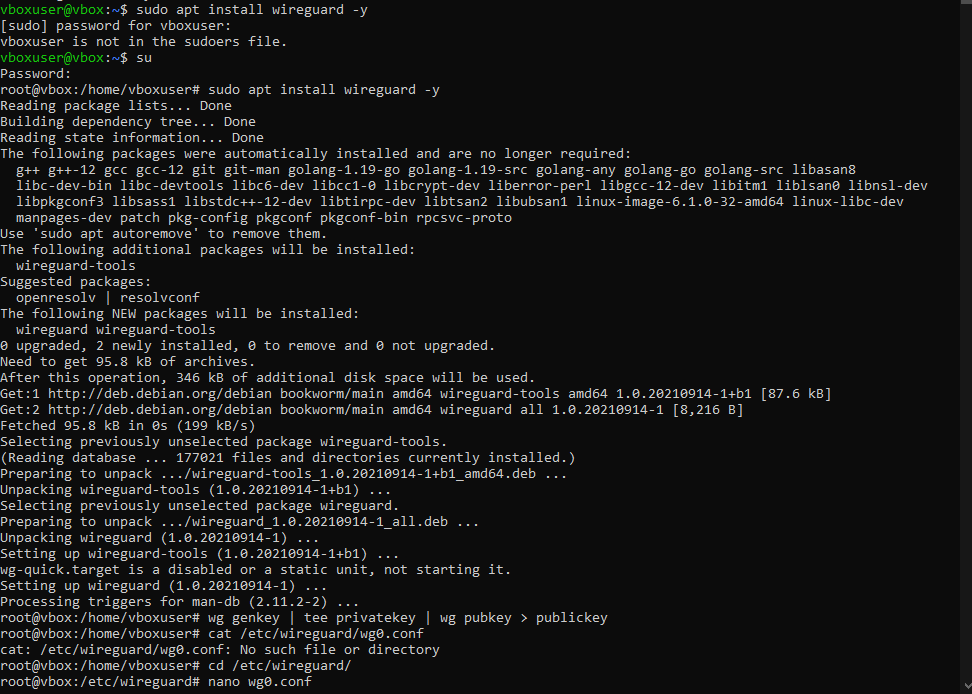 vboxuser@vbox:~$ sudo apt install wireguard -y
[sudo] password for vboxuser:
vboxuser is not in the sudoers file.
vboxuser@vbox:~$ su
Password:
root@vbox:/home/vboxuser# sudo apt install wireguard -y
Reading package lists... Done
Building dependency tree... Done
Reading state information... Done
The following packages were automatically installed and are no longer required:
  g++ g++-12 gcc gcc-12 git git-man golang-1.19-go golang-1.19-src golang-any golang-go golang-src libasan8
  libc-dev-bin libc-devtools libc6-dev libcc1-0 libcrypt-dev liberror-perl libgcc-12-dev libitm1 liblsan0 libnsl-dev
  libpkgconf3 libsass1 libstdc++-12-dev libtirpc-dev libtsan2 libubsan1 linux-image-6.1.0-32-amd64 linux-libc-dev
  manpages-dev patch pkg-config pkgconf pkgconf-bin rpcsvc-proto
Use 'sudo apt autoremove' to remove them.
The following additional packages will be installed:
  wireguard-tools
Suggested packages:
  openresolv | resolvconf
The following NEW packages will be installed:
  wireguard wireguard-tools
0 upgraded, 2 newly installed, 0 to remove and 0 not upgraded.
Need to get 95.8 kB of archives.
After this operation, 346 kB of additional disk space will be used.
Get:1 http://deb.debian.org/debian bookworm/main amd64 wireguard-tools amd64 1.0.20210914-1+b1 [87.6 kB]
Get:2 http://deb.debian.org/debian bookworm/main amd64 wireguard all 1.0.20210914-1 [8,216 B]
Fetched 95.8 kB in 0s (199 kB/s)
Selecting previously unselected package wireguard-tools.
(Reading database ... 177021 files and directories currently installed.)
Preparing to unpack .../wireguard-tools_1.0.20210914-1+b1_amd64.deb ...
Unpacking wireguard-tools (1.0.20210914-1+b1) ...
Selecting previously unselected package wireguard.
Preparing to unpack .../wireguard_1.0.20210914-1_all.deb ...
Unpacking wireguard (1.0.20210914-1) ...
Setting up wireguard-tools (1.0.20210914-1+b1) ...
wg-quick.target is a disabled or a static unit, not starting it.
Setting up wireguard (1.0.20210914-1) ...
Processing triggers for man-db (2.11.2-2) ...
root@vbox:/home/vboxuser# wg genkey | tee privatekey | wg pubkey > publickey
root@vbox:/home/vboxuser# cat /etc/wireguard/wg0.conf
cat: /etc/wireguard/wg0.conf: No such file or directory
root@vbox:/home/vboxuser# cd /etc/wireguard/
root@vbox:/etc/wireguard# nano wg0.conf